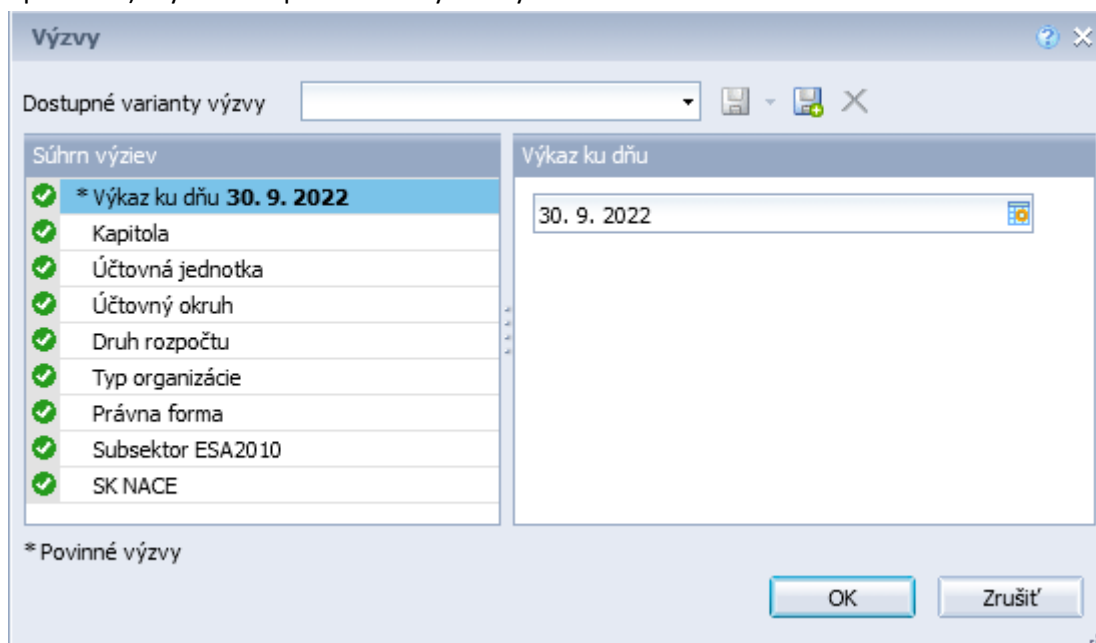 Výzvy
Dostupné varianty výzvy
Súhrn výziev
Výkaz ku dňu
* Výkaz ku dňu 30. 9. 2022
30. 9. 2022
Kapitola
Účtovná jednotka
Účtovný okruh
Druh rozpočtu
Typ organizácie
Právna forma
Subsektor ESA2010
SK NACE
* Povinné výzvy
OK
Zrušiť